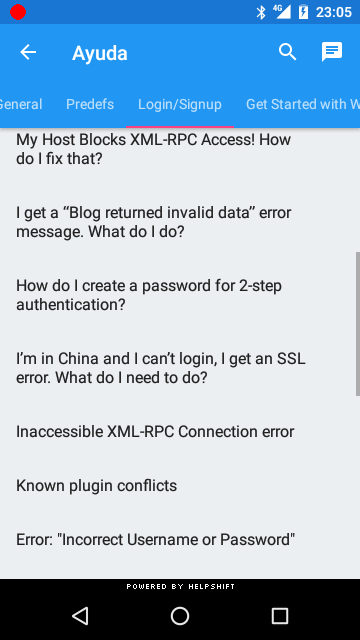 4G
23:05
Ayuda
General Predefs Login/Signup Get Started with W
My Host Blocks XML-RPC Access! How
do I fix that?
I get a “Blog returned invalid data” error
message. What do I do?
How do I create a password for 2-step
authentication?
I’m in China and I can’t login, I get an SSL
error. What do I need to do?
Inaccessible XML-RPC Connection error
Known plugin conflicts
Error: "Incorrect Username or Password"
POWERED BY HELPSHIFT